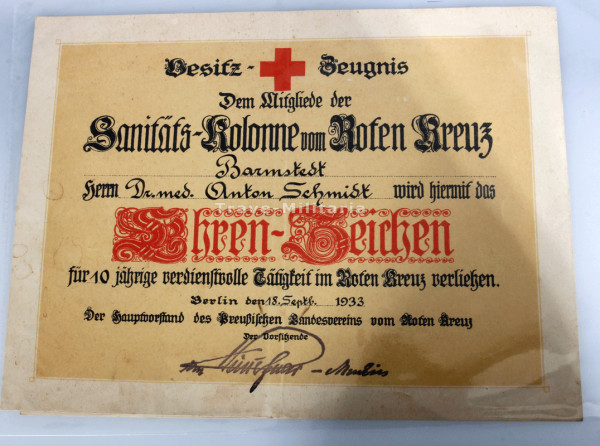 Besitz - Zeugnis
Dem Mitgliede der
Sanitäts-Kolonne vom Roten Kreuz
Barmstedt
Herrn Dr. med. Anton Schmidt wird hiermit das
Trave-Militaria
Ehren-Zeichen
für 10 jährige verdienstvolle Tätigkeit im Roten Kreuz verliehen.
Berlin den 18. Septb. 1933
Der Hauptvorstand des Preußischen Landesvereins vom Roten Kreuz
Der Vorsitzende